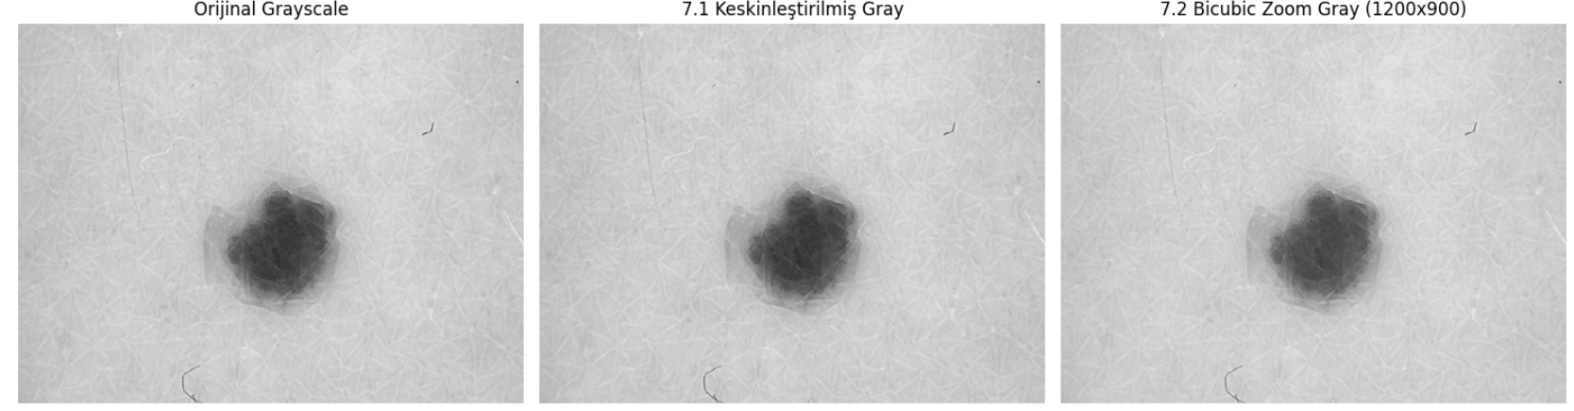 Orijinal Grayscale
7.1 Keskinleştirilmiş Gray
7.2 Bicubic Zoom Gray (1200x900)